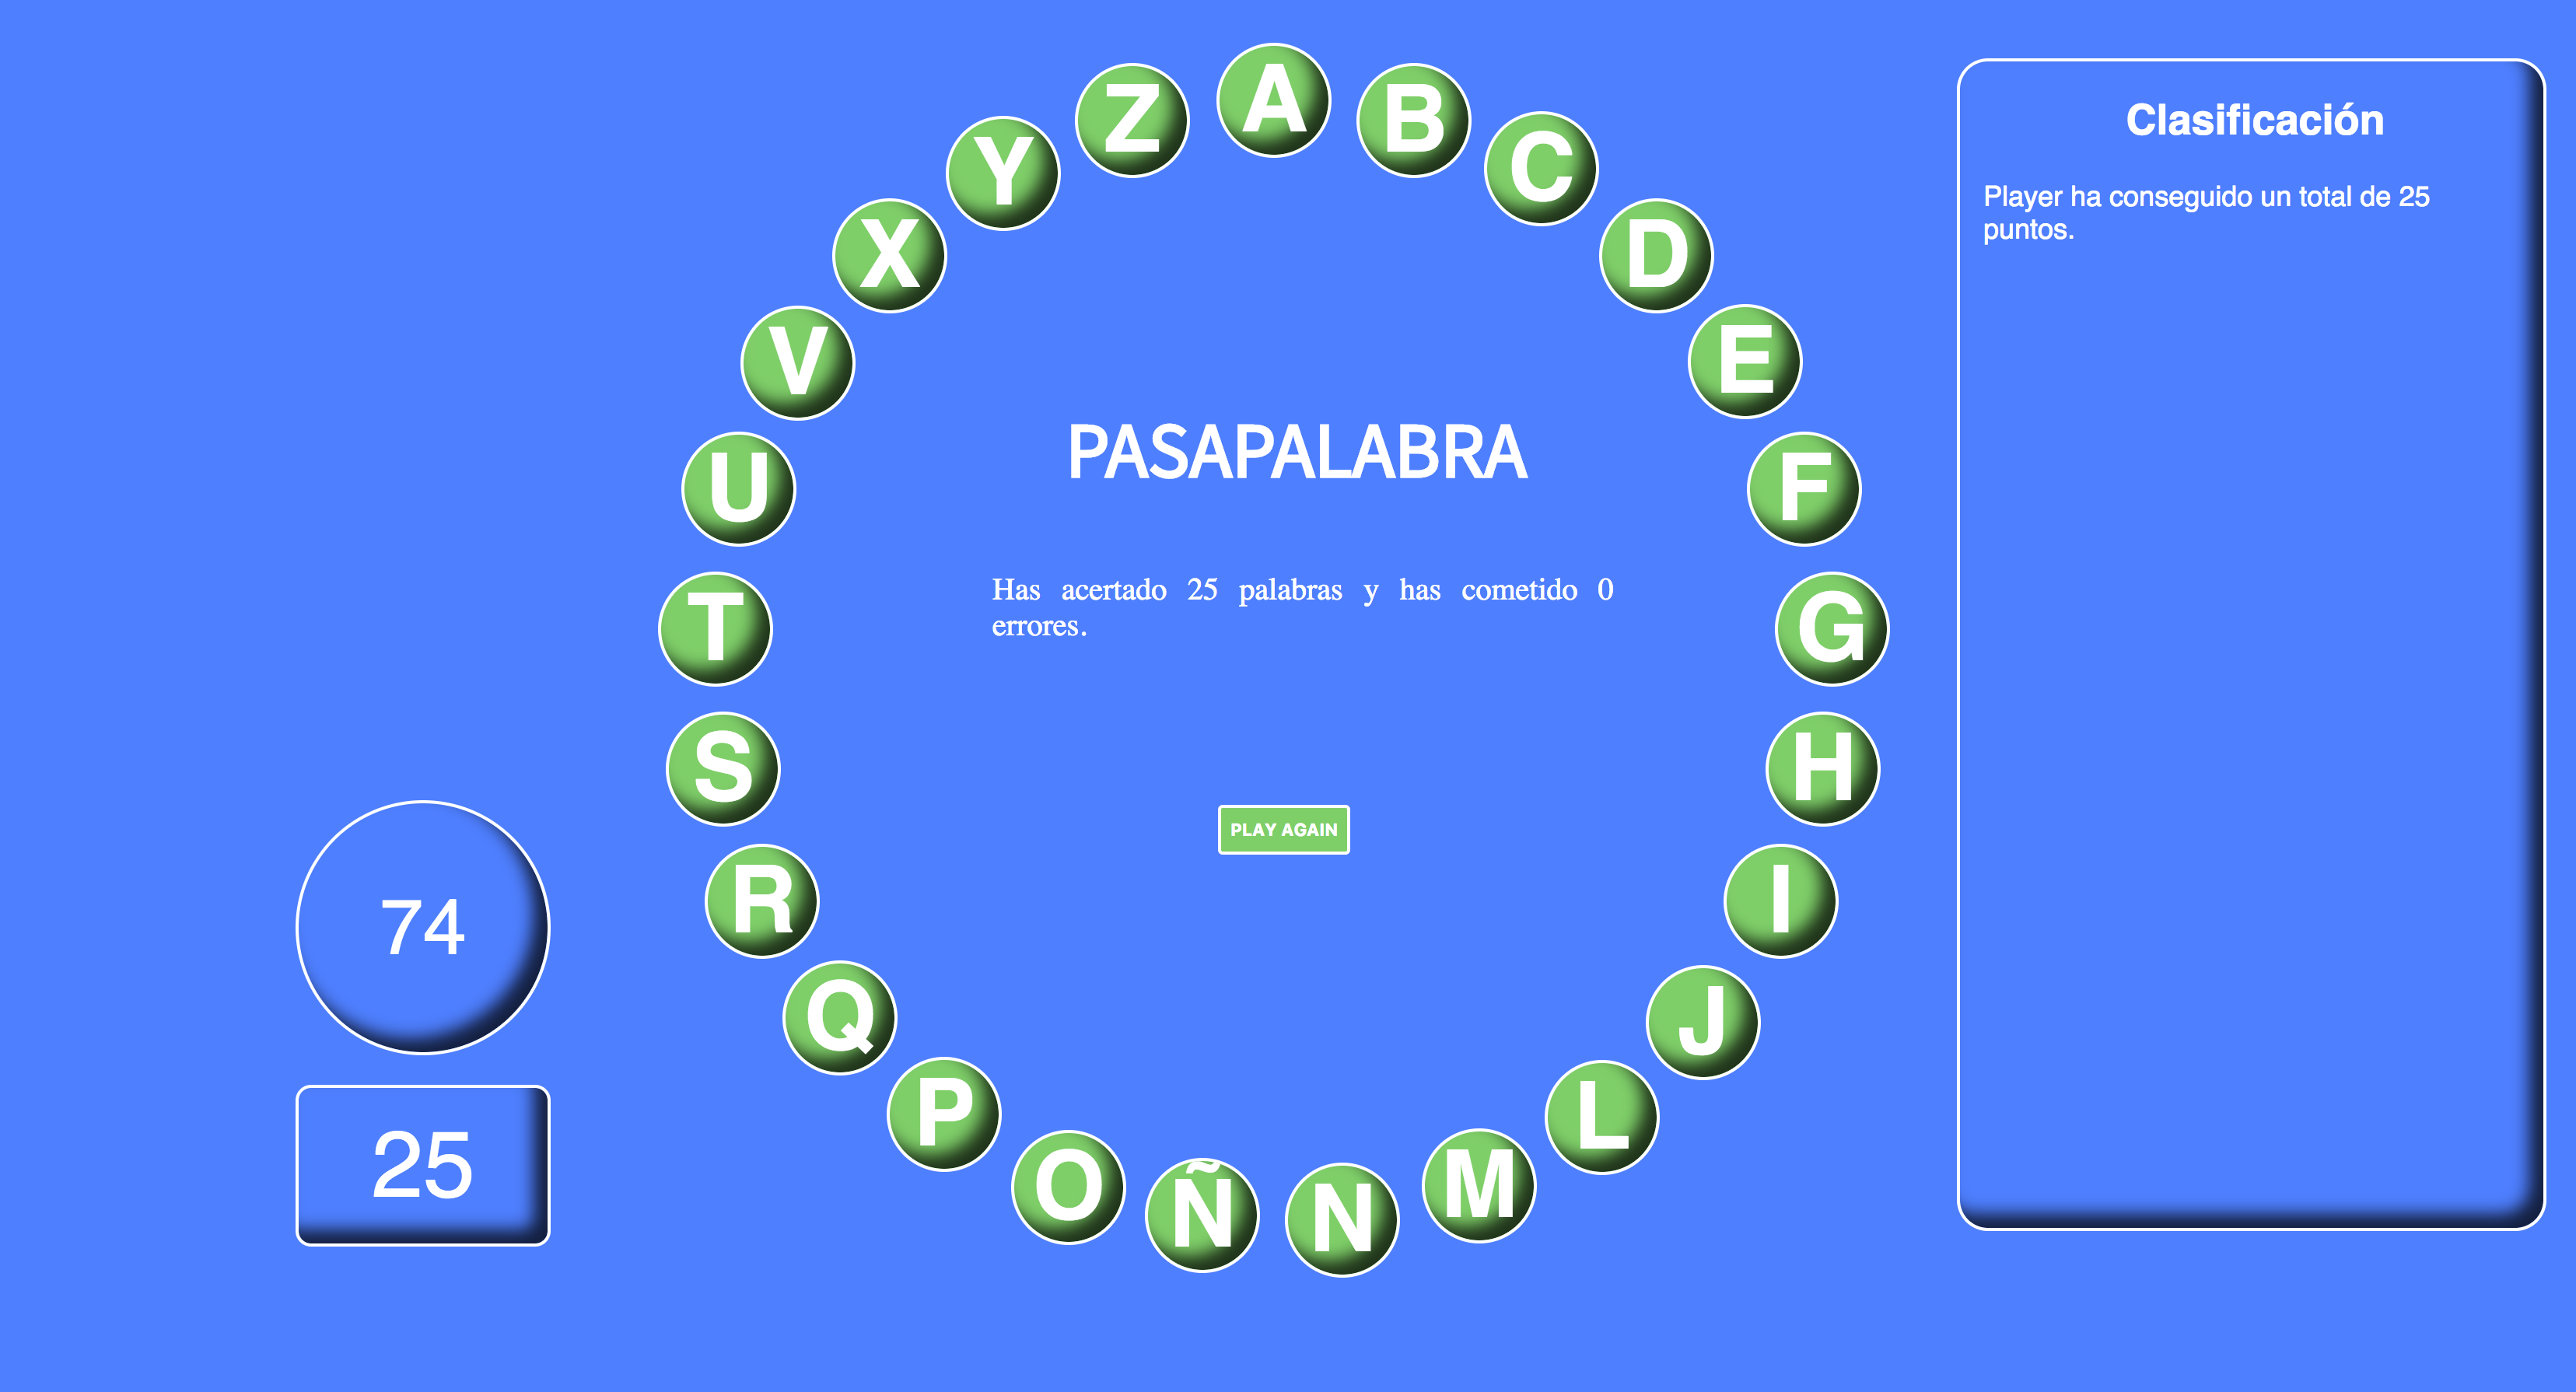 A
B
C
D
E
F
G
H
I
J
L
M
N
Ñ
O
P
Q
R
S
T
U
V
X
Y
Z
PASAPALABRA
Has acertado 25 palabras y has cometido 0
errores.
PLAY AGAIN
74
25
Clasificación
Player ha conseguido un total de 25
puntos.